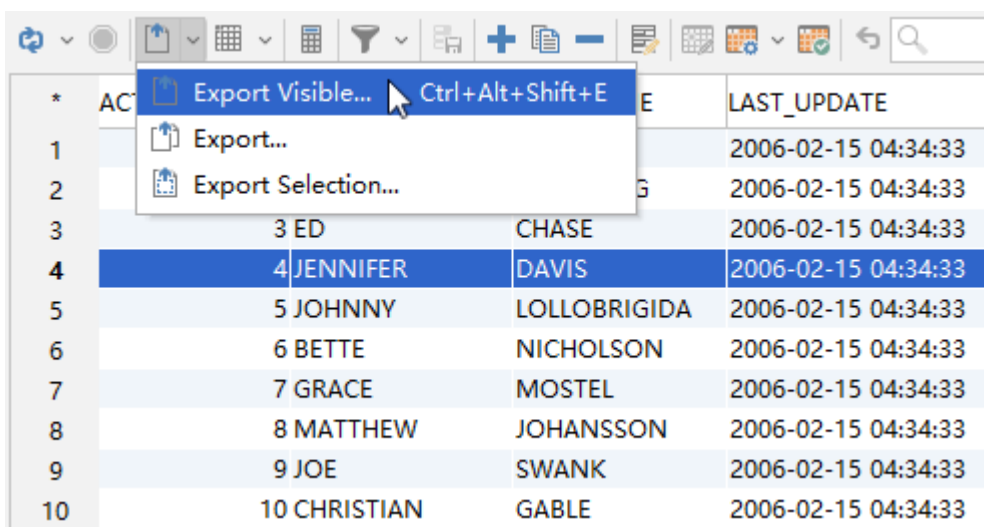 Export Visible... Ctrl+Alt+Shift+E
Export...
Export Selection...
* LAST_UPDATE
1 2006-02-15 04:34:33
2 G 2006-02-15 04:34:33
3 3 ED CHASE 2006-02-15 04:34:33
4 4 JENNIFER DAVIS 2006-02-15 04:34:33
5 5 JOHNNY LOLLOBRIGIDA 2006-02-15 04:34:33
6 6 BETTE NICHOLSON 2006-02-15 04:34:33
7 7 GRACE MOSTEL 2006-02-15 04:34:33
8 8 MATTHEW JOHANSSON 2006-02-15 04:34:33
9 9 JOE SWANK 2006-02-15 04:34:33
10 10 CHRISTIAN GABLE 2006-02-15 04:34:33